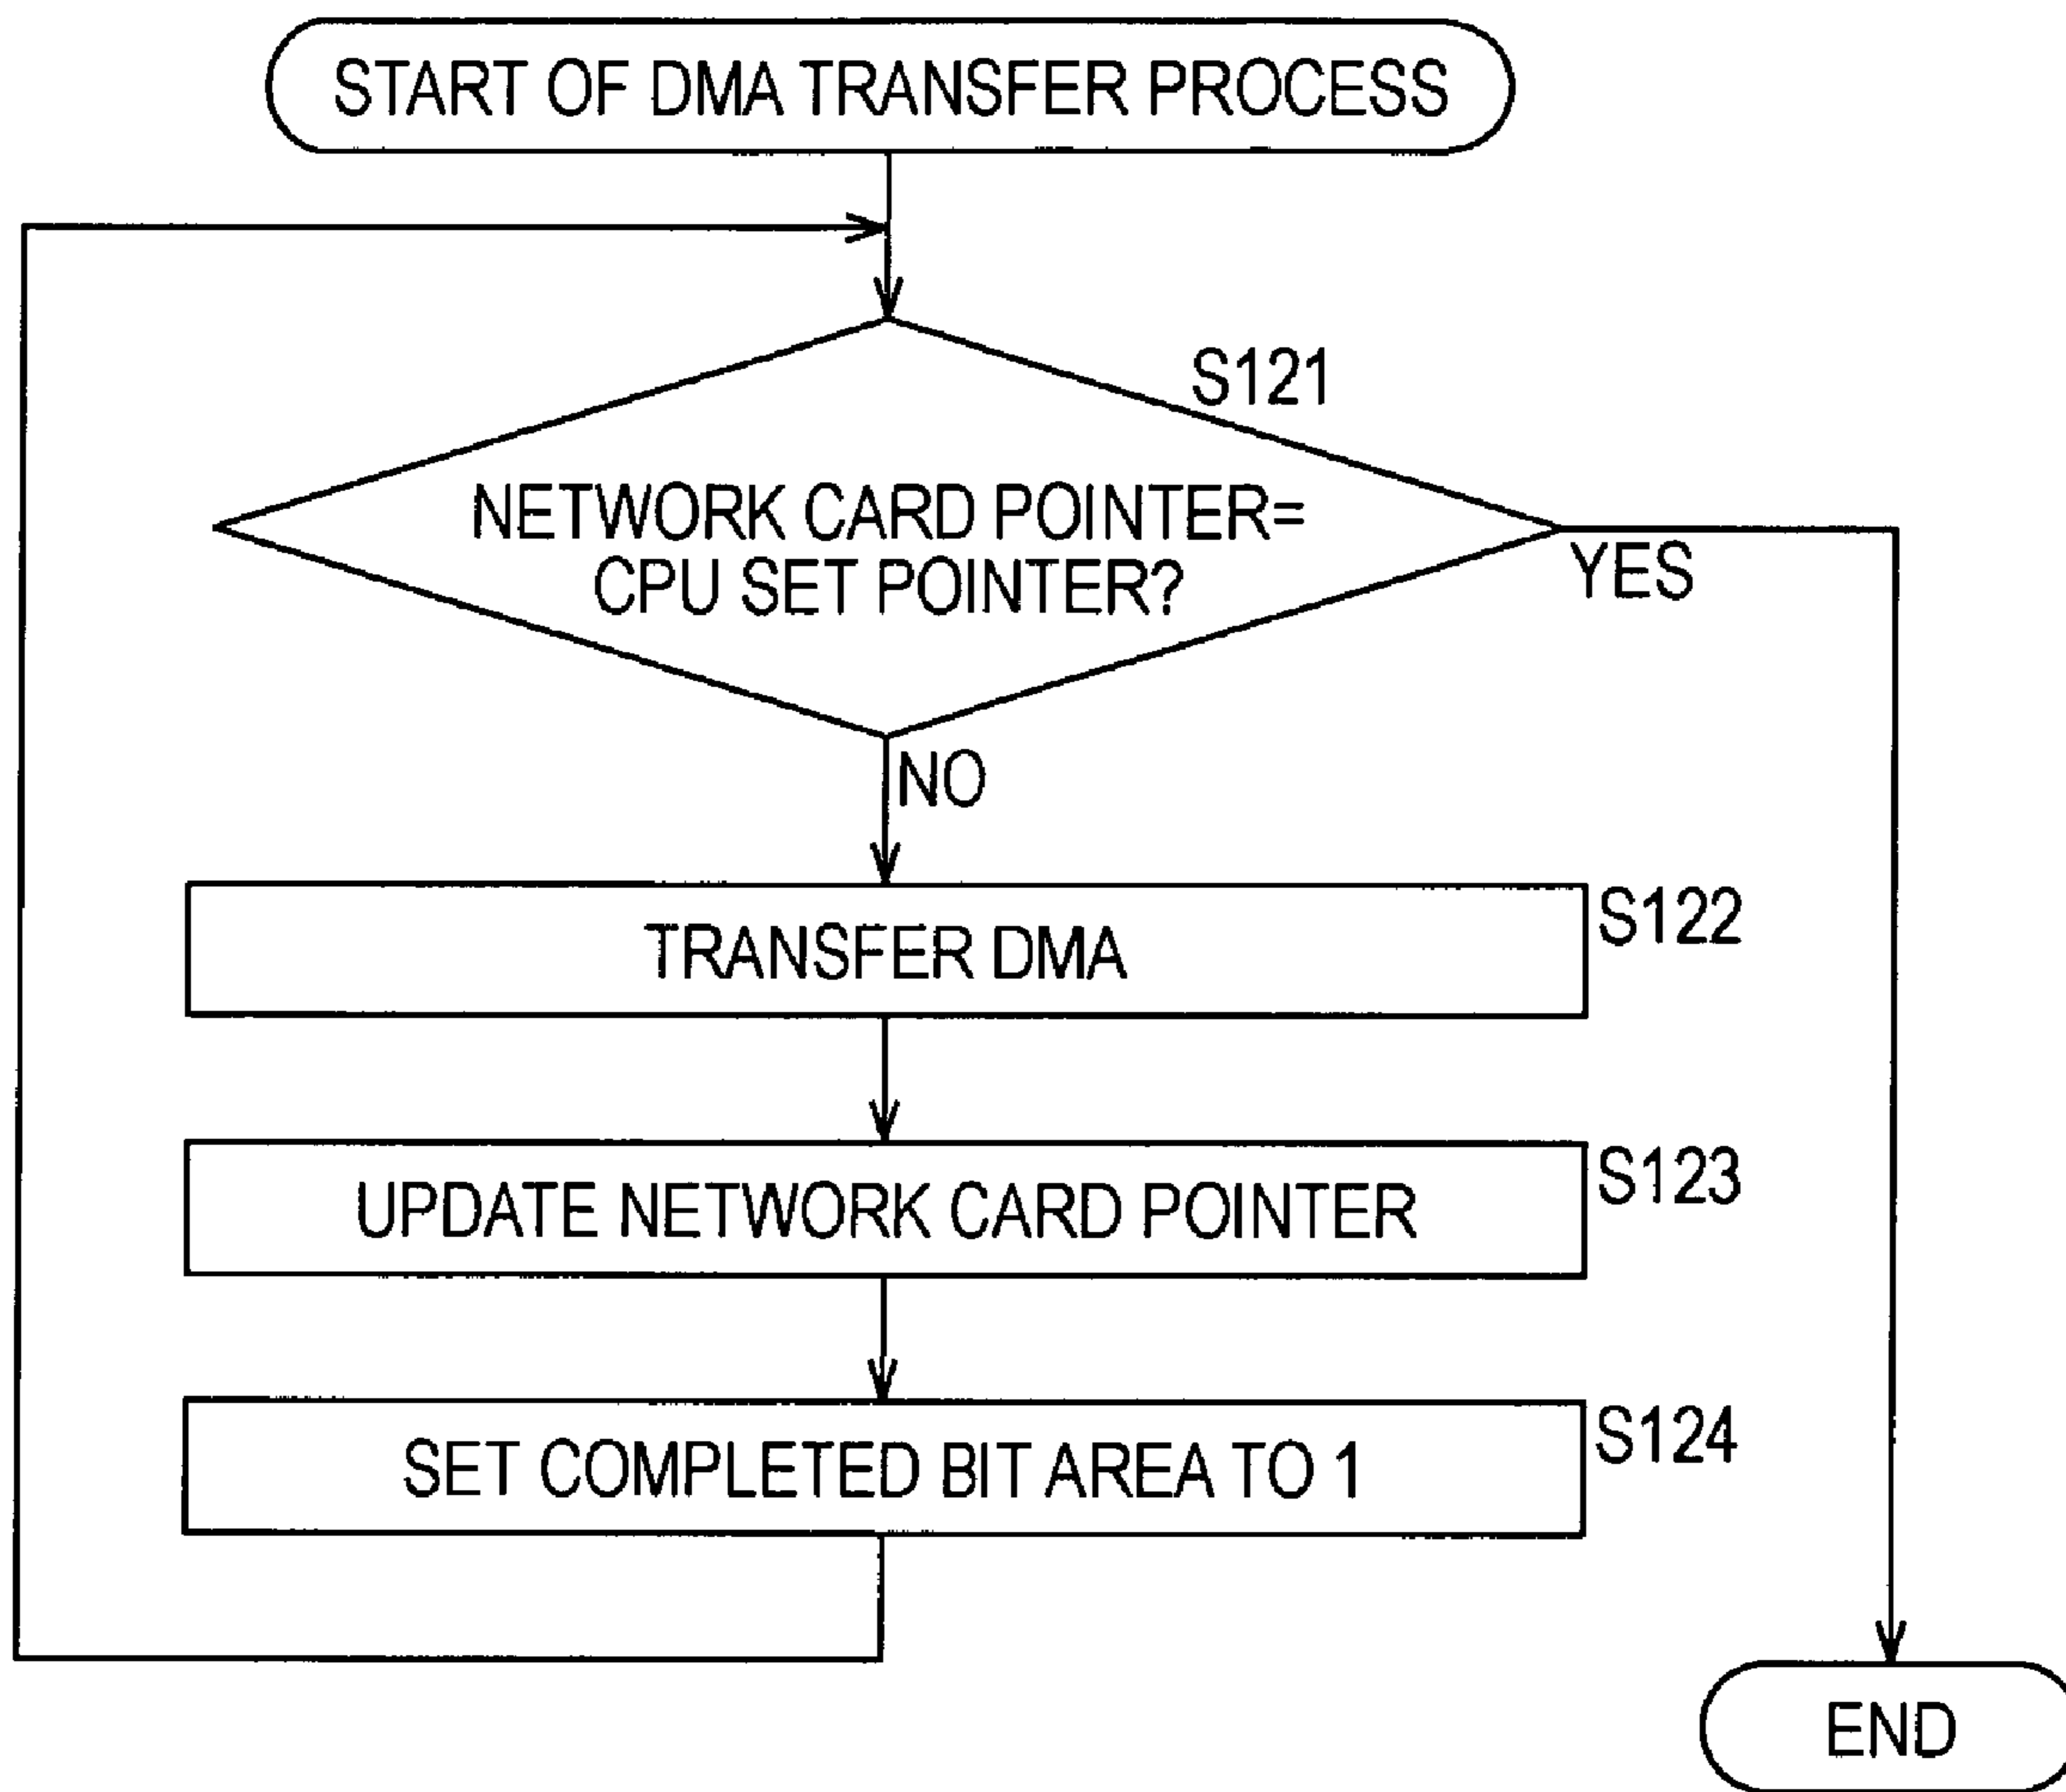 START OF DMA TRANSFER PROCESS
S121
NETWORK CARD POINTER=
CPU SET POINTER?
YES
NO
TRANSFER DMA
S122
UPDATE NETWORK CARD POINTER
S123
SET COMPLETED BIT AREA TO 1
S124
END